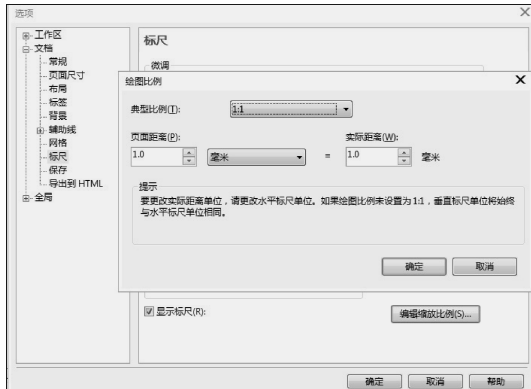 选项
工作区
文档
常规
页面尺寸
布局
标签
背景
辅助线
网格
标尺
保存
导出到 HTML
全局
标尺
微调
绘图比例
典型比例(T):
1:1
页面距离(P):
实际距离(W):
1.0
毫米
=
1.0
毫米
提示
要更改实际距离单位，请更改水平标尺单位。如果绘图比例未设置为 1:1，垂直标尺单位将始终
与水平标尺单位相同。
确定
取消
显示标尺(R):
编辑缩放比例(S)...
确定
取消
帮助